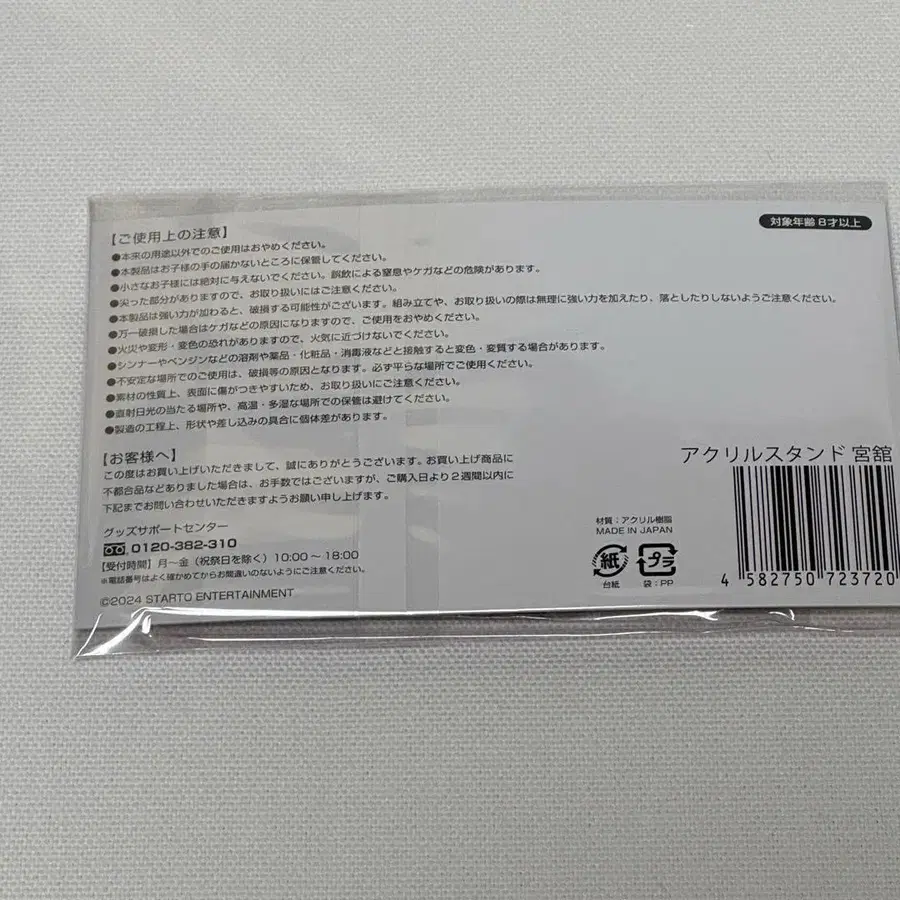 対象年齢 8才以上
【ご使用上の注意】
●本来の用途以外でのご使用はおやめください。
●本製品はお子様の手の届かないところに保管してください。
●小さなお子様には絶対に与えないでください。誤飲による窒息やケガなどの危険があります。
●尖った部分がありますので、お取り扱いにはご注意ください。
●本製品は強い力が加わると、破損する可能性がございます。組み立てや、お取り扱いの際は無理に強い力を加えたり、落としたりしないようご注意ください。
●万一破損した場合はケガなどの原因になりますので、ご使用をおやめください。
●火災や変形・変色の恐れがありますので、火気に近づけないでください。
●シンナーやベンジンなどの溶剤や薬品・化粧品・消毒液などと接触すると変色・変質する場合があります。
●不安定な場所でのご使用は、破損等の原因となります。必ず平らな場所でご使用ください。
●素材の性質上、表面に傷がつきやすいため、お取り扱いにご注意ください。
●直射日光の当たる場所や、高温・多湿な場所での保管は避けてください。
●製造の工程上、形状や差し込みの具合に個体差があります。
【お客様へ】
この度はお買い上げいただきまして、誠にありがとうございます。お買い上げ商品に
不都合品などありました場合は、お手数ではございますが、ご購入日より2週間以内に
下記までお問い合わせいただきますようお願い申し上げます。
グッズサポートセンター
0120-382-310
【受付時間】月〜金(祝祭日を除く)10:00〜18:00
※電話番号はよく確かめてからお間違いのないようにご注意ください。
©2024 STARTO ENTERTAINMENT
アクリルスタンド 宮舘
材質:アクリル樹脂
MADE IN JAPAN
紙 プラ
台紙 袋:PP
4 582750 723720